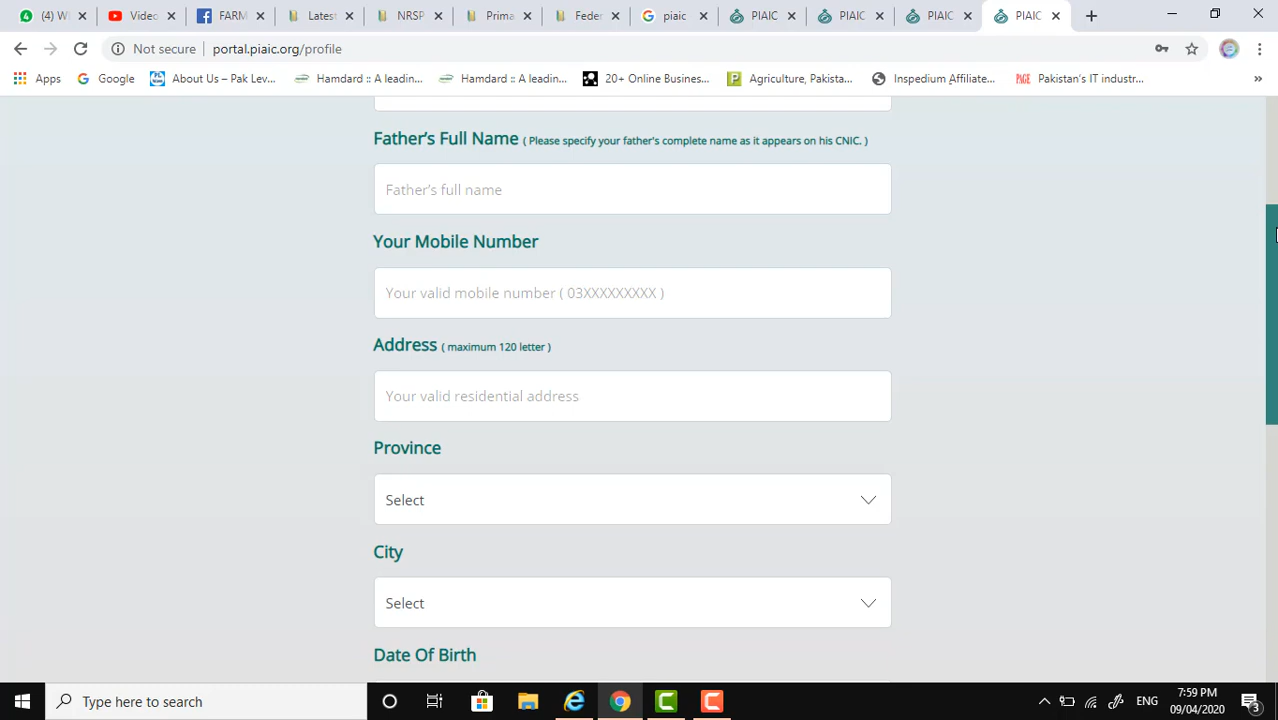 (4) W
Video
FARM
Latest
NRSP
Prima
Feder
piaic
PIAIC
PIAIC
PIAIC
PIAIC
Not secure
portal.piaic.org/profile
Apps
Google
About Us – Pak Lev...
Hamdard :: A leadin...
Hamdard :: A leadin...
20+ Online Busines...
Agriculture, Pakista...
Inspedium Affiliate...
PAGE Pakistan's IT industr...
»
Father's Full Name ( Please specify your father's complete name as it appears on his CNIC. )
Father's full name
Your Mobile Number
Your valid mobile number ( 03XXXXXXXXX )
Address ( maximum 120 letter )
Your valid residential address
Province
Select
City
Select
Date Of Birth
Type here to search
ENG
7:59 PM
09/04/2020
3